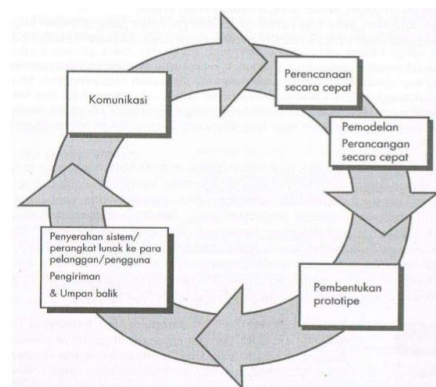 Komunikasi
Perencanaan
secara cepat
Pemodelan
Perancangan
secara cepat
Pembentukan
prototipe
Penyerahan sistem/
perangkat lunak ke para
pelanggan/pengguna
Pengiriman
& Umpan balik